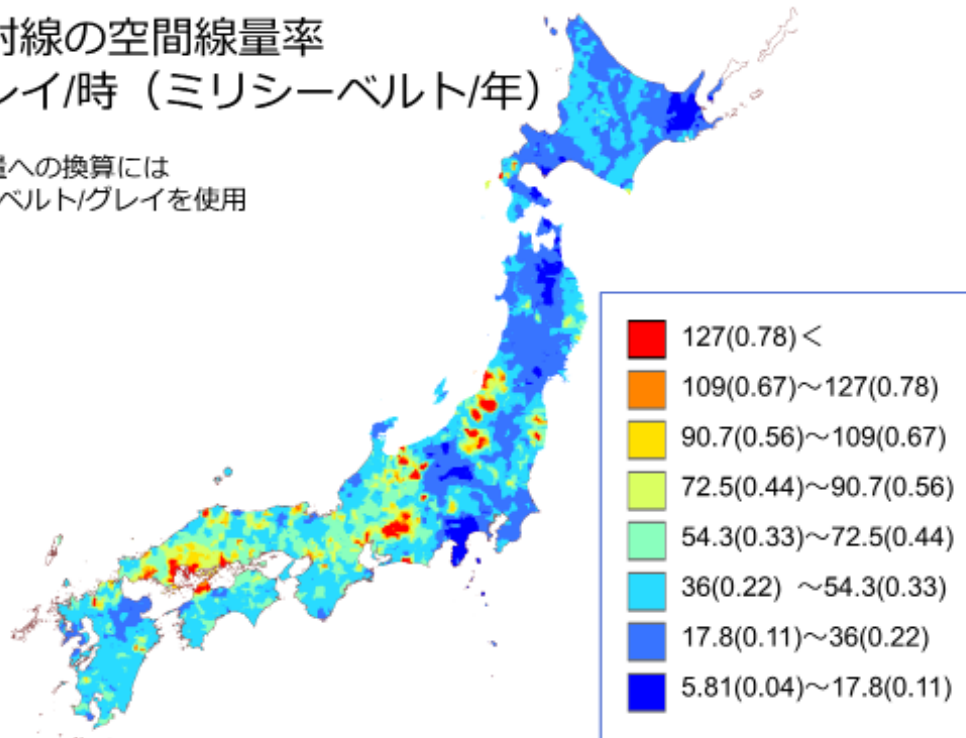 射線の空間線量率
レイ/時（ミリシーベルト/年）
量への換算には
ベルト/グレイを使用
127(0.78)＜
109(0.67)～127(0.78)
90.7(0.56)～109(0.67)
72.5(0.44)～90.7(0.56)
54.3(0.33)～72.5(0.44)
36(0.22) ～54.3(0.33)
17.8(0.11)～36(0.22)
5.81(0.04)～17.8(0.11)